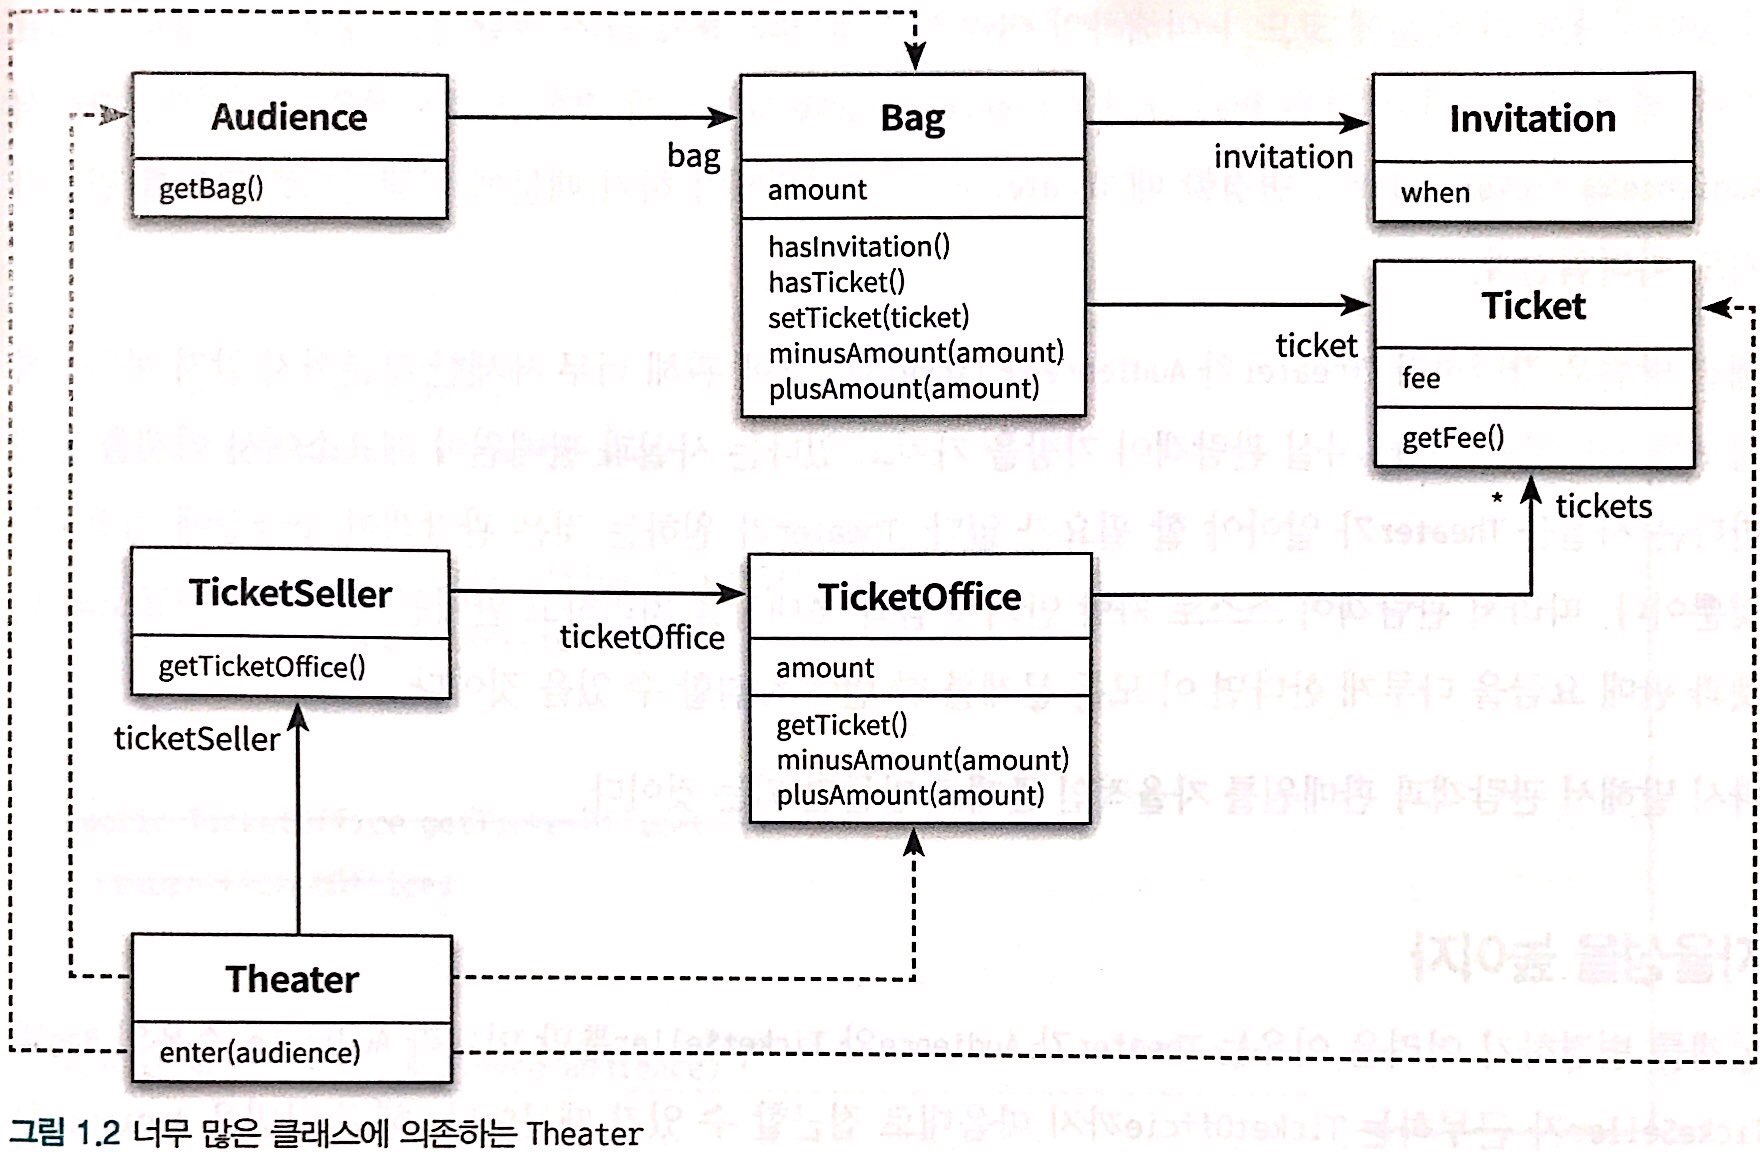 Audience
getBag()
bag
Bag
amount
hasInvitation()
hasTicket()
setTicket(ticket)
minusAmount(amount)
plusAmount(amount)
invitation
Invitation
when
ticket
Ticket
fee
getFee()
* tickets
TicketSeller
getTicketOffice()
ticketOffice
TicketOffice
amount
getTicket()
minusAmount(amount)
plusAmount(amount)
ticketSeller
Theater
enter(audience)
그림 1.2 너무 많은 클래스에 의존하는 Theater